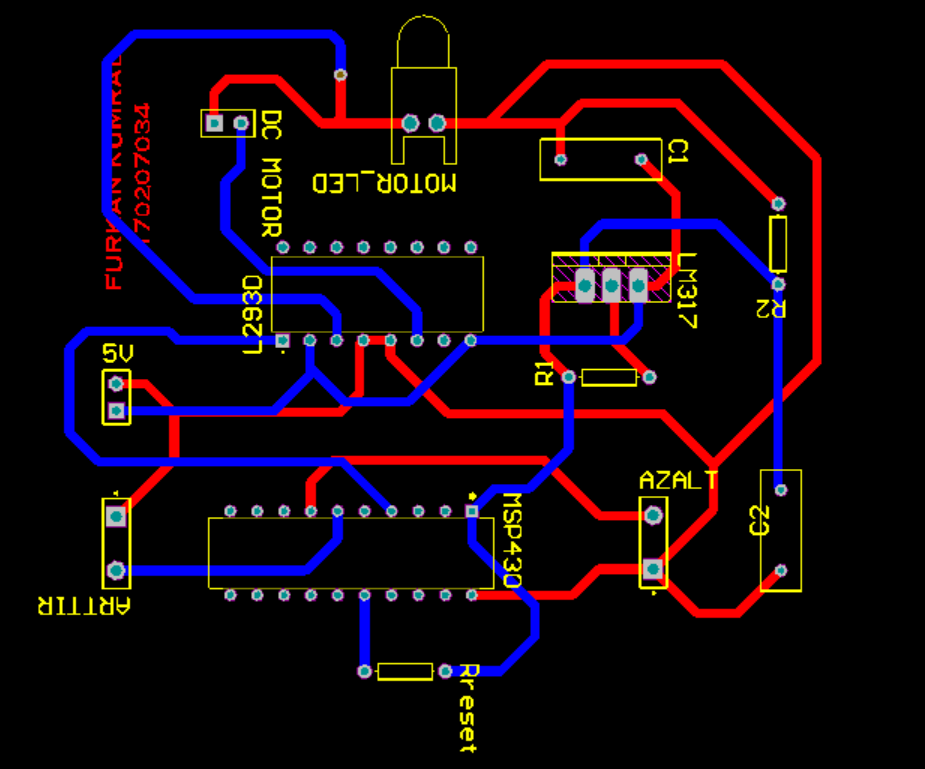 FURKAN KUMRAL
170207034
DC MOTOR
MOTOR_LED
C1
L293D
LM317
R2
5V
R1
AZALT
MSP430
C2
ARTTIR
Rreset